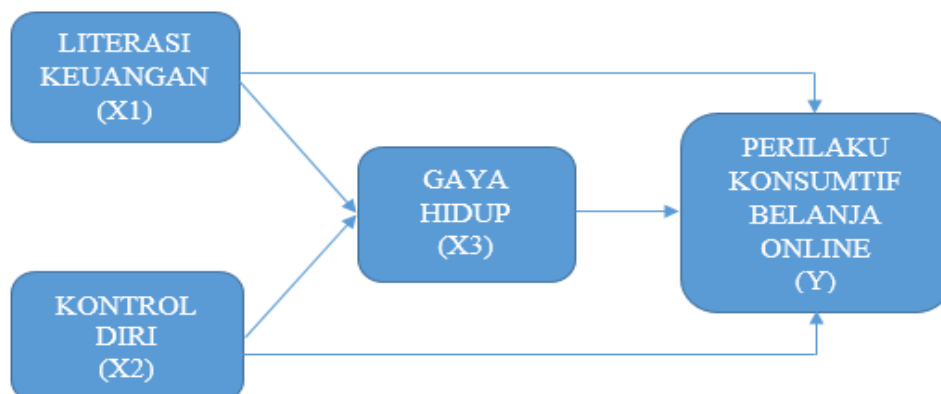 LITERASI
KEUANGAN
(X1)
GAYA
HIDUP
(X3)
PERILAKU
KONSUMTIF
BELANJA
ONLINE
(Y)
KONTROL
DIRI
(X2)